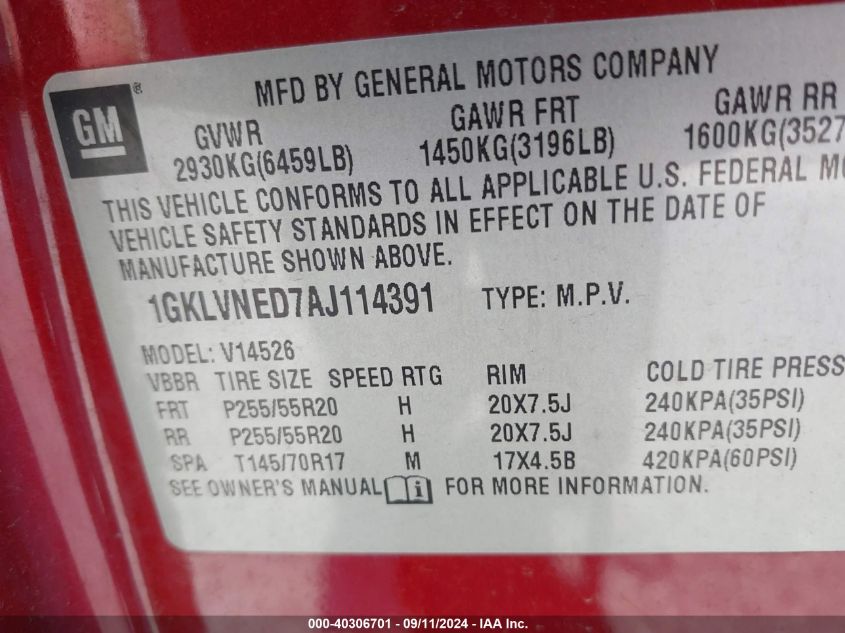 GM ®
MFD BY GENERAL MOTORS COMPANY
GVWR GAWR FRT GAWR RR
2930KG(6459LB) 1450KG(3196LB) 1600KG(3527
THIS VEHICLE CONFORMS TO ALL APPLICABLE U.S. FEDERAL MO
VEHICLE SAFETY STANDARDS IN EFFECT ON THE DATE OF
MANUFACTURE SHOWN ABOVE.
1GKLVNED7AJ114391 TYPE: M.P.V.
MODEL: V14526
VBBR TIRE SIZE SPEED RTG RIM COLD TIRE PRESS
FRT P255/55R20 H 20X7.5J 240KPA(35PSI)
RR P255/55R20 H 20X7.5J 240KPA(35PSI)
SPA T145/70R17 M 17X4.5B 420KPA(60PSI)
SEE OWNER'S MANUAL i FOR MORE INFORMATION.
000-40306701 - 09/11/2024 - IAA Inc.